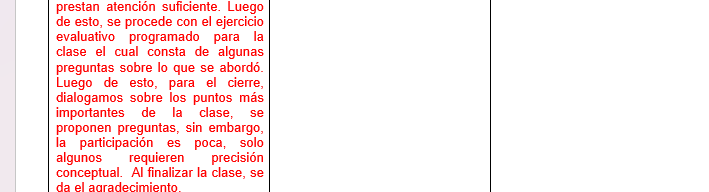 prestan atención suficiente. Luego
de esto, se procede con el ejercicio
evaluativo programado para la
clase el cual consta de algunas
preguntas sobre lo que se abordó.
Luego de esto, para el cierre,
dialogamos sobre los puntos más
importantes de la clase, se
proponen preguntas, sin embargo,
la participación es poca, solo
algunos requieren precisión
conceptual. Al finalizar la clase, se
da el agradecimiento.